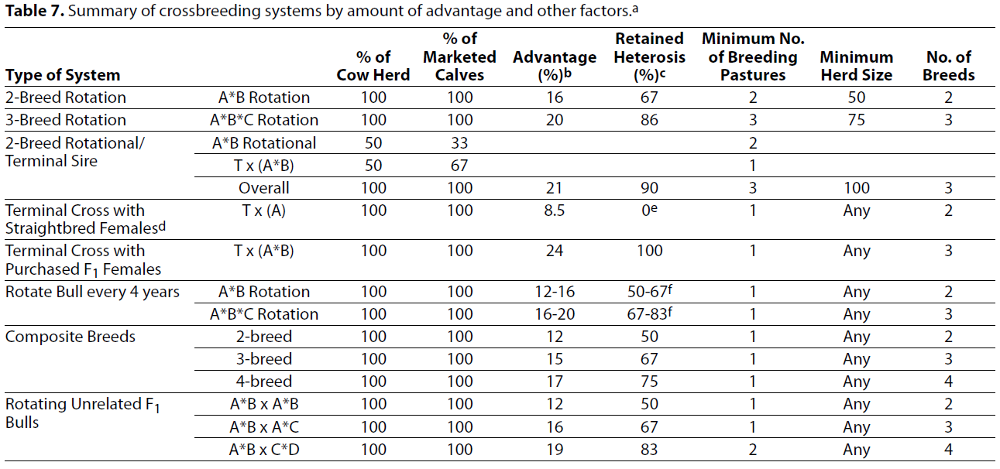 Table 7. Summary of crossbreeding systems by amount of advantage and other factors.a
% of Retained Minimum No.
% of Marketed Advantage Heterosis of Breeding Minimum No. of
Type of System Cow Herd Calves (%)b (%)c Pastures Herd Size Breeds
2-Breed Rotation A*B Rotation 100 100 16 67 2 50 2
3-Breed Rotation A*B*C Rotation 100 100 20 86 3 75 3
2-Breed Rotational/ A*B Rotational 50 33 2
Terminal Sire T x (A*B) 50 67 1
Overall 100 100 21 90 3 100 3
Terminal Cross with T x (A) 100 100 8.5 0e 1 Any 2
Straightbred Femalesd
Terminal Cross with T x (A*B) 100 100 24 100 1 Any 3
Purchased F1 Females
Rotate Bull every 4 years A*B Rotation 100 100 12-16 50-67f 1 Any 2
A*B*C Rotation 100 100 16-20 67-83f 1 Any 3
Composite Breeds 2-breed 100 100 12 50 1 Any 2
3-breed 100 100 15 67 1 Any 3
4-breed 100 100 17 75 1 Any 4
Rotating Unrelated F1 A*B x A*B 100 100 12 50 1 Any 2
Bulls A*B x A*C 100 100 16 67 1 Any 3
A*B x C*D 100 100 19 83 2 Any 4